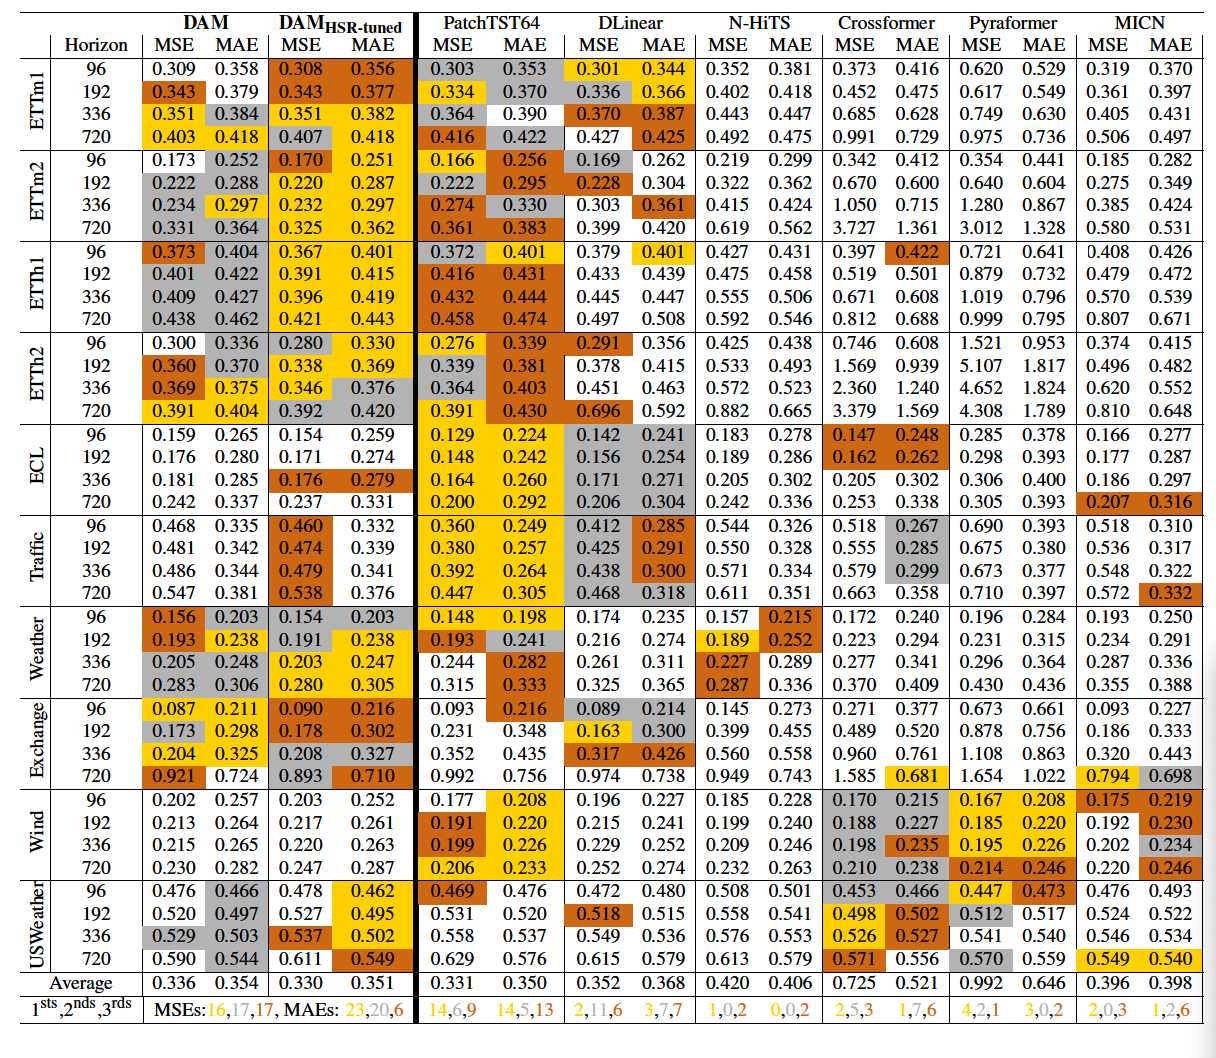 DAM DAM HSR-tuned PatchTST64 DLinear N-HiTS Crossformer Pyraformer MICN
Horizon MSE MAE MSE MAE MSE MAE MSE MAE MSE MAE MSE MAE MSE MAE MSE MAE
ETTm1
96 0.309 0.358 0.308 0.356 0.303 0.353 0.301 0.344 0.352 0.381 0.373 0.416 0.620 0.529 0.319 0.370
192 0.343 0.379 0.343 0.377 0.334 0.370 0.336 0.366 0.402 0.418 0.452 0.475 0.617 0.549 0.361 0.397
336 0.351 0.384 0.351 0.382 0.364 0.390 0.370 0.387 0.443 0.447 0.685 0.628 0.749 0.630 0.405 0.431
720 0.403 0.418 0.407 0.418 0.416 0.422 0.427 0.425 0.492 0.475 0.991 0.729 0.975 0.736 0.506 0.497
ETTm2
96 0.173 0.252 0.170 0.251 0.166 0.256 0.169 0.262 0.219 0.299 0.342 0.412 0.354 0.441 0.185 0.282
192 0.222 0.288 0.220 0.287 0.222 0.295 0.228 0.304 0.322 0.362 0.670 0.600 0.640 0.604 0.275 0.349
336 0.234 0.297 0.232 0.297 0.274 0.330 0.303 0.361 0.415 0.424 1.050 0.715 1.280 0.867 0.385 0.424
720 0.331 0.364 0.325 0.362 0.361 0.383 0.399 0.420 0.619 0.562 3.727 1.361 3.012 1.328 0.580 0.531
ETTh1
96 0.373 0.404 0.367 0.401 0.372 0.401 0.379 0.401 0.427 0.431 0.397 0.422 0.721 0.641 0.408 0.426
192 0.401 0.422 0.391 0.415 0.416 0.431 0.433 0.439 0.475 0.458 0.519 0.501 0.879 0.732 0.479 0.472
336 0.409 0.427 0.396 0.419 0.432 0.444 0.445 0.447 0.555 0.506 0.671 0.608 1.019 0.796 0.570 0.539
720 0.438 0.462 0.421 0.443 0.458 0.474 0.497 0.508 0.592 0.546 0.812 0.688 0.999 0.795 0.807 0.671
ETTh2
96 0.300 0.336 0.280 0.330 0.276 0.339 0.291 0.356 0.425 0.438 0.746 0.608 1.521 0.953 0.374 0.415
192 0.360 0.370 0.338 0.369 0.339 0.381 0.378 0.415 0.533 0.493 1.569 0.939 5.107 1.817 0.496 0.482
336 0.369 0.375 0.346 0.376 0.364 0.403 0.451 0.463 0.572 0.523 2.360 1.240 4.652 1.824 0.620 0.552
720 0.391 0.404 0.392 0.420 0.391 0.430 0.696 0.592 0.882 0.665 3.379 1.569 4.308 1.789 0.810 0.648
ECL
96 0.159 0.265 0.154 0.259 0.129 0.224 0.142 0.241 0.183 0.278 0.147 0.248 0.285 0.378 0.166 0.277
192 0.176 0.280 0.171 0.274 0.148 0.242 0.156 0.254 0.189 0.286 0.162 0.262 0.298 0.393 0.177 0.287
336 0.181 0.285 0.176 0.279 0.164 0.260 0.171 0.271 0.205 0.302 0.205 0.302 0.306 0.400 0.186 0.297
720 0.242 0.337 0.237 0.331 0.200 0.292 0.206 0.304 0.242 0.336 0.253 0.338 0.305 0.393 0.207 0.316
Traffic
96 0.468 0.335 0.460 0.332 0.360 0.249 0.412 0.285 0.544 0.326 0.518 0.267 0.690 0.393 0.518 0.310
192 0.481 0.342 0.474 0.339 0.380 0.257 0.425 0.291 0.550 0.328 0.555 0.285 0.675 0.380 0.536 0.317
336 0.486 0.344 0.479 0.341 0.392 0.264 0.438 0.300 0.571 0.334 0.579 0.299 0.673 0.377 0.548 0.322
720 0.547 0.381 0.538 0.376 0.447 0.305 0.468 0.318 0.611 0.351 0.663 0.358 0.710 0.397 0.572 0.332
Weather
96 0.156 0.203 0.154 0.203 0.148 0.198 0.174 0.235 0.157 0.215 0.172 0.240 0.196 0.284 0.193 0.250
192 0.193 0.238 0.191 0.238 0.193 0.241 0.216 0.274 0.189 0.252 0.223 0.294 0.231 0.315 0.234 0.291
336 0.205 0.248 0.203 0.247 0.244 0.282 0.261 0.311 0.227 0.289 0.277 0.341 0.296 0.364 0.287 0.336
720 0.283 0.306 0.280 0.305 0.315 0.333 0.325 0.365 0.287 0.336 0.370 0.409 0.430 0.436 0.355 0.388
Exchange
96 0.087 0.211 0.090 0.216 0.093 0.216 0.089 0.214 0.145 0.273 0.271 0.377 0.673 0.661 0.093 0.227
192 0.173 0.298 0.178 0.302 0.231 0.348 0.163 0.300 0.399 0.455 0.489 0.520 0.878 0.756 0.186 0.333
336 0.204 0.325 0.208 0.327 0.352 0.435 0.317 0.426 0.560 0.558 0.960 0.761 1.108 0.863 0.320 0.443
720 0.921 0.724 0.893 0.710 0.992 0.756 0.974 0.738 0.949 0.743 1.585 0.681 1.654 1.022 0.794 0.698
Wind
96 0.202 0.257 0.203 0.252 0.177 0.208 0.196 0.227 0.185 0.228 0.170 0.215 0.167 0.208 0.175 0.219
192 0.213 0.264 0.217 0.261 0.191 0.220 0.215 0.241 0.199 0.240 0.188 0.227 0.185 0.220 0.192 0.230
336 0.215 0.265 0.220 0.263 0.199 0.226 0.229 0.252 0.209 0.246 0.198 0.235 0.195 0.226 0.202 0.234
720 0.230 0.282 0.247 0.287 0.206 0.233 0.252 0.274 0.232 0.263 0.210 0.238 0.214 0.246 0.220 0.246
USWeather
96 0.476 0.466 0.478 0.462 0.469 0.476 0.472 0.480 0.508 0.501 0.453 0.466 0.447 0.473 0.476 0.493
192 0.520 0.497 0.527 0.495 0.531 0.520 0.518 0.515 0.558 0.541 0.498 0.502 0.512 0.517 0.524 0.522
336 0.529 0.503 0.537 0.502 0.558 0.537 0.549 0.536 0.576 0.553 0.526 0.527 0.541 0.540 0.546 0.534
720 0.590 0.544 0.611 0.549 0.629 0.576 0.615 0.579 0.613 0.579 0.571 0.556 0.570 0.559 0.549 0.540
Average 0.336 0.354 0.330 0.352 0.331 0.350 0.352 0.368 0.420 0.406 0.725 0.521 0.992 0.646 0.396 0.398
1sts,2nds,3rds MSEs:16,17,17, MAEs: 23,20,6 14,6,9 14,5,13 2,11,6 3,7,7 1,0,2 0,0,2 2,5,3 1,7,6 4,2,1 3,0,2 2,0,3 1,2,6